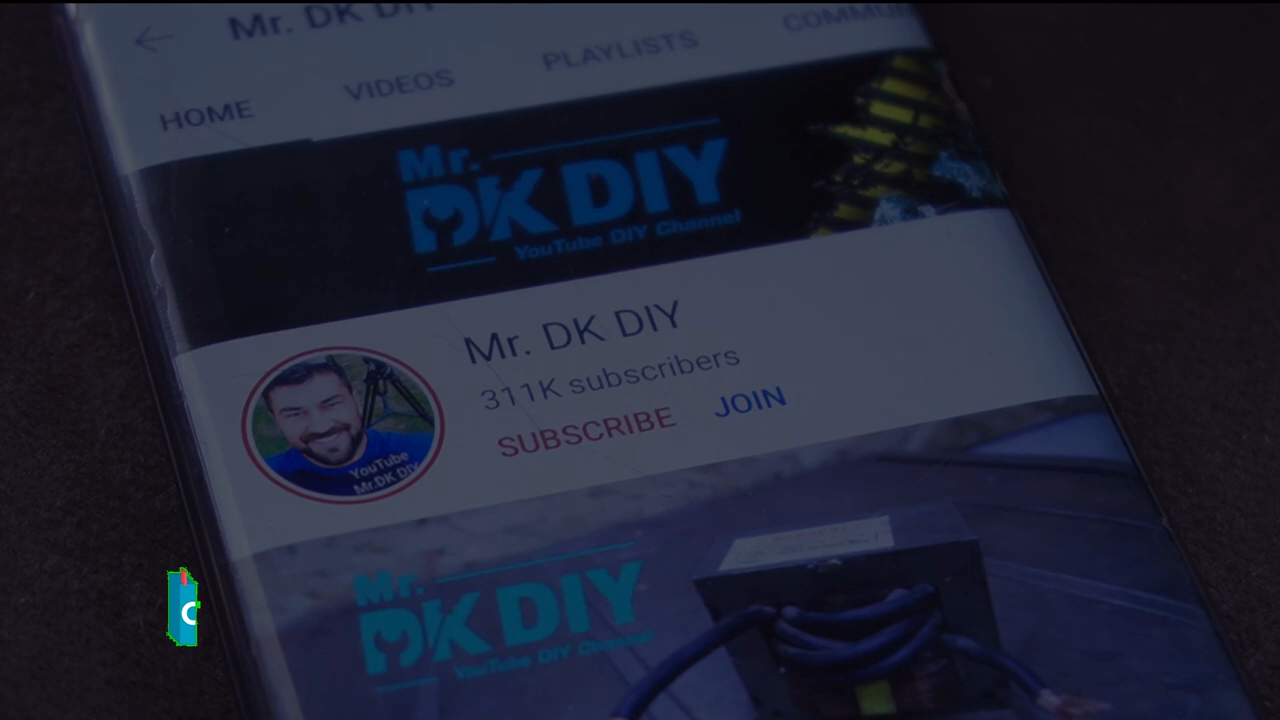 Mr. DK DIY
HOME
VIDEOS
PLAYLISTS
Mr.
DK DIY
YouTube DIY Channel
Mr. DK DIY
311K subscribers
SUBSCRIBE
JOIN
YouTube
Mr.DK DIY
Mr.
DK DIY
YouTube DIY Channel